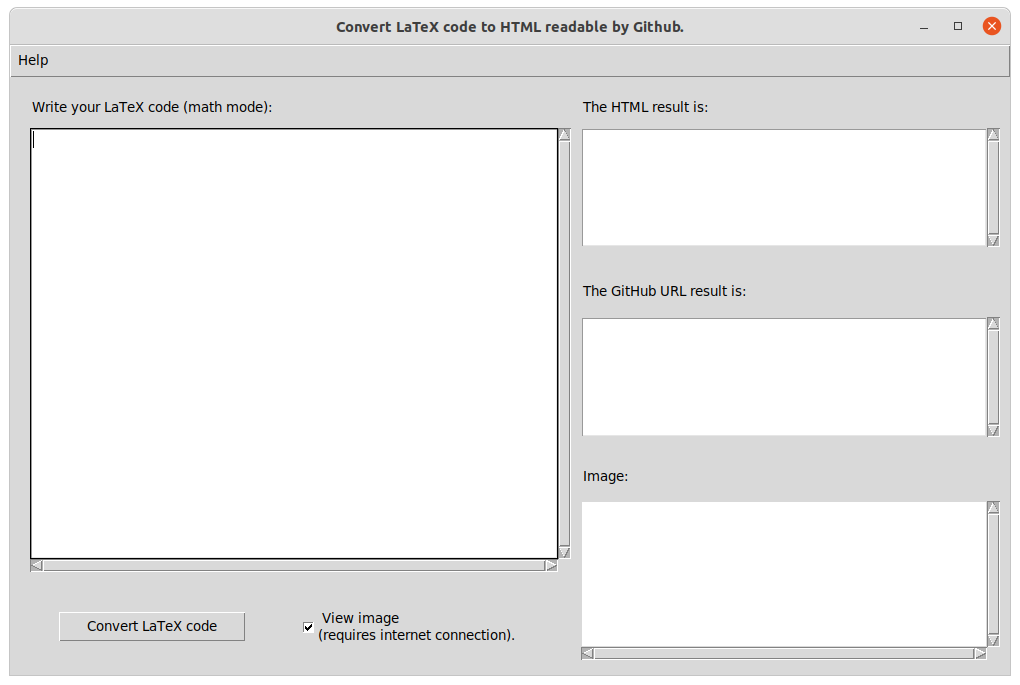 Convert LaTeX code to HTML readable by Github.
Help
Write your LaTeX code (math mode):
The HTML result is:
The GitHub URL result is:
Image:
Convert LaTeX code
View image
(requires internet connection).